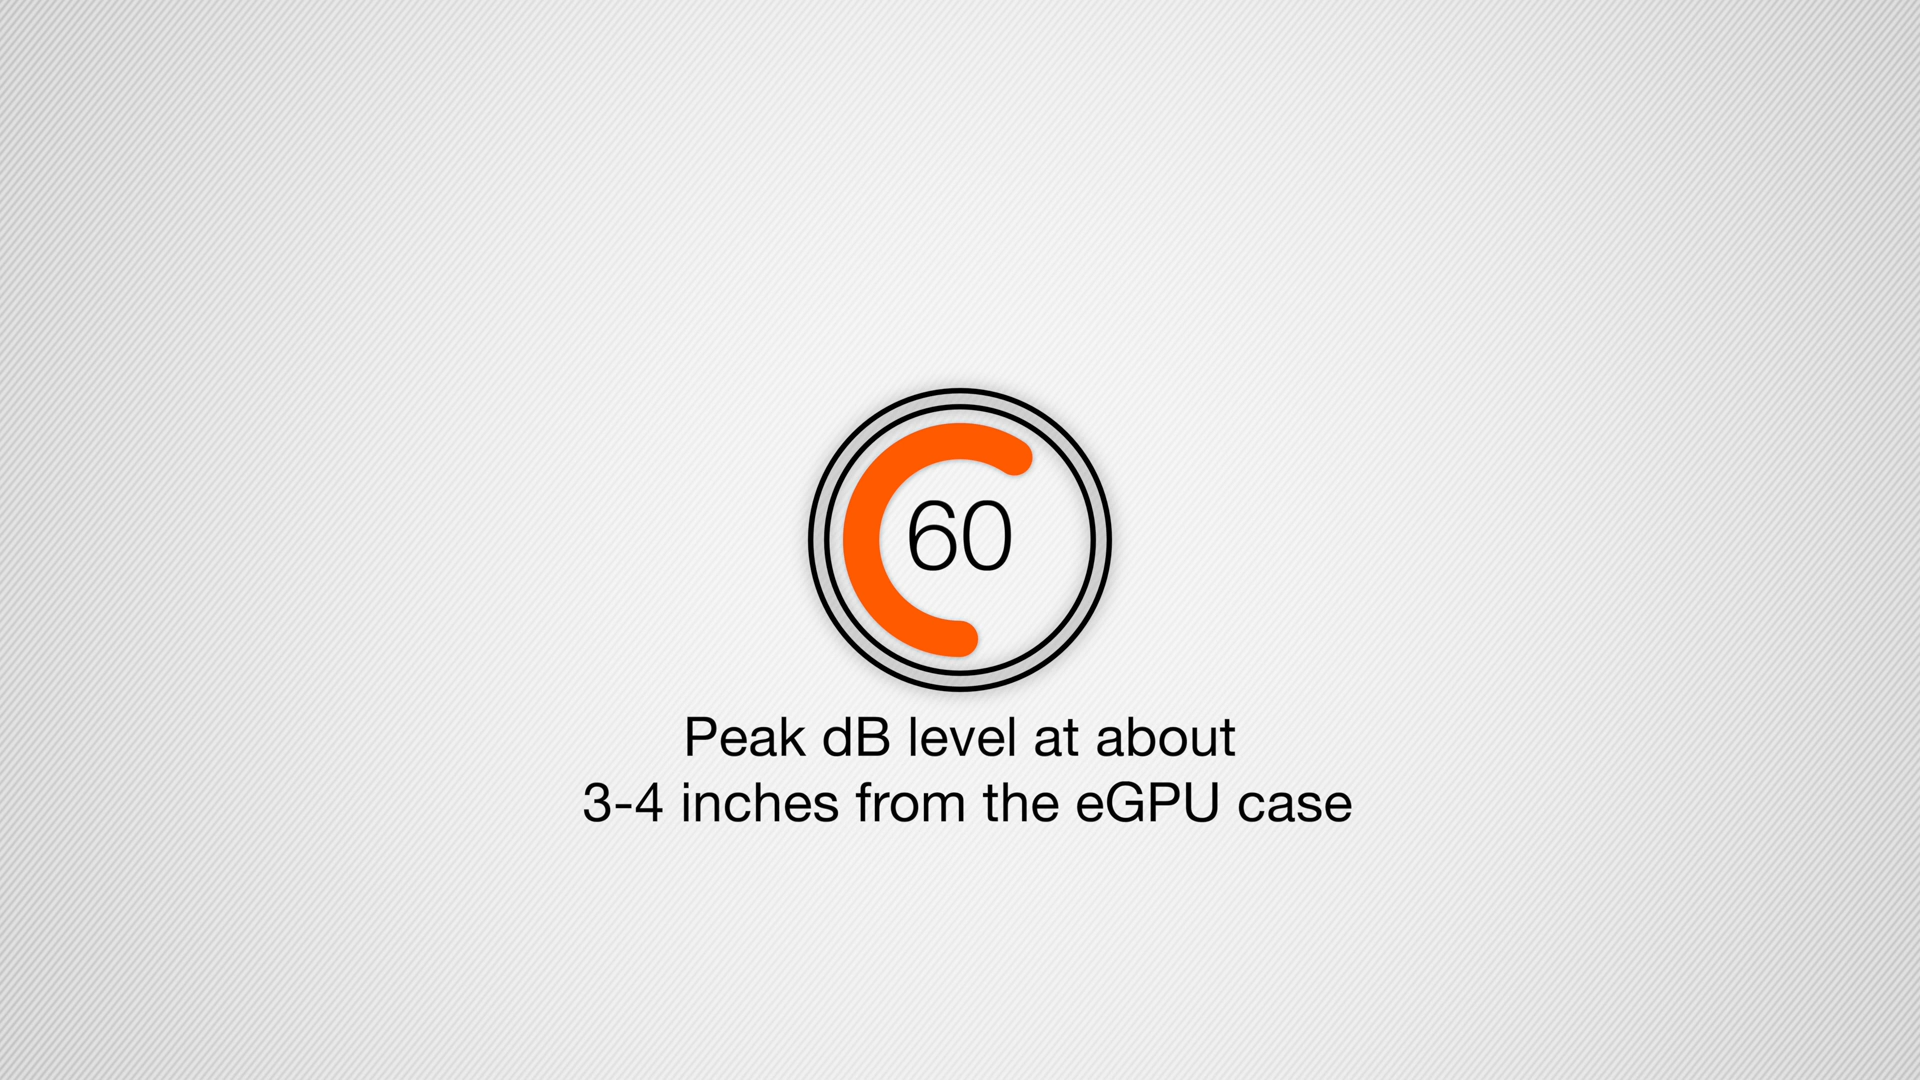 60
Peak dB level at about
3-4 inches from the eGPU case